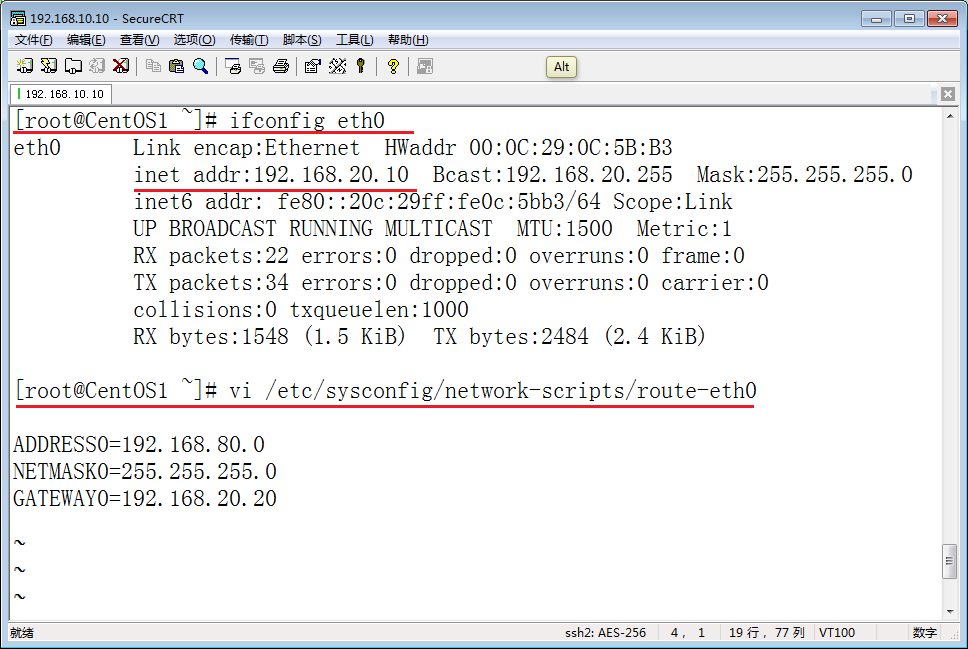 192.168.10.10 - SecureCRT
文件(F) 编辑(E) 查看(V) 选项(O) 传输(T) 脚本(S) 工具(L) 帮助(H)
Alt
192.168.10.10
[root@CentOS1 ~]# ifconfig eth0
eth0      Link encap:Ethernet  HWaddr 00:0C:29:0C:5B:B3
          inet addr:192.168.20.10  Bcast:192.168.20.255  Mask:255.255.255.0
          inet6 addr: fe80::20c:29ff:fe0c:5bb3/64 Scope:Link
          UP BROADCAST RUNNING MULTICAST  MTU:1500  Metric:1
          RX packets:22 errors:0 dropped:0 overruns:0 frame:0
          TX packets:34 errors:0 dropped:0 overruns:0 carrier:0
          collisions:0 txqueuelen:1000
          RX bytes:1548 (1.5 KiB)  TX bytes:2484 (2.4 KiB)
[root@CentOS1 ~]# vi /etc/sysconfig/network-scripts/route-eth0
ADDRESS0=192.168.80.0
NETMASK0=255.255.255.0
GATEWAY0=192.168.20.20
~
~
~
就绪 ssh2: AES-256 4, 1 19 行, 77 列 VT100 数字